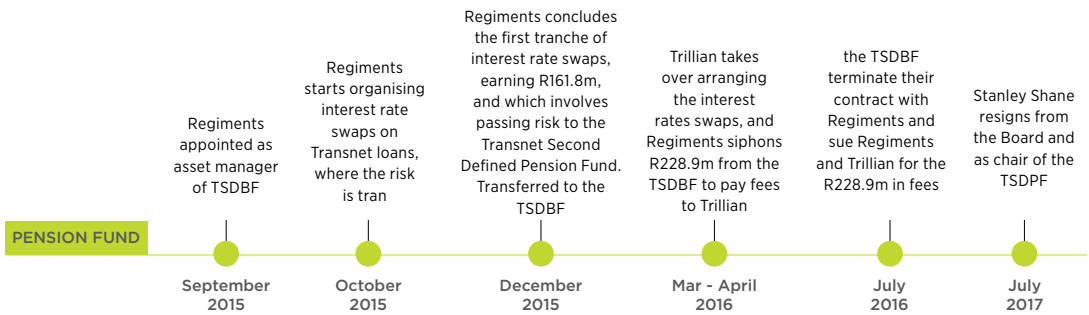 Regiments
appointed as
asset manager
of TSDBF
Regiments
starts organising
interest rate
swaps on
Transnet loans,
where the risk
is tran
Regiments concludes
the first tranche of
interest rate swaps,
earning R161.8m,
and which involves
passing risk to the
Transnet Second
Defined Pension Fund.
Transferred to the
TSDBF
Trillian takes
over arranging
the interest
rates swaps, and
Regiments siphons
R228.9m from the
TSDBF to pay fees
to Trillian
the TSDBF
terminate their
contract with
Regiments and
sue Regiments
and Trillian for the
R228.9m in fees
Stanley Shane
resigns from
the Board and
as chair of the
TSDPF
PENSION FUND
September
2015
October
2015
December
2015
Mar - April
2016
July
2016
July
2017